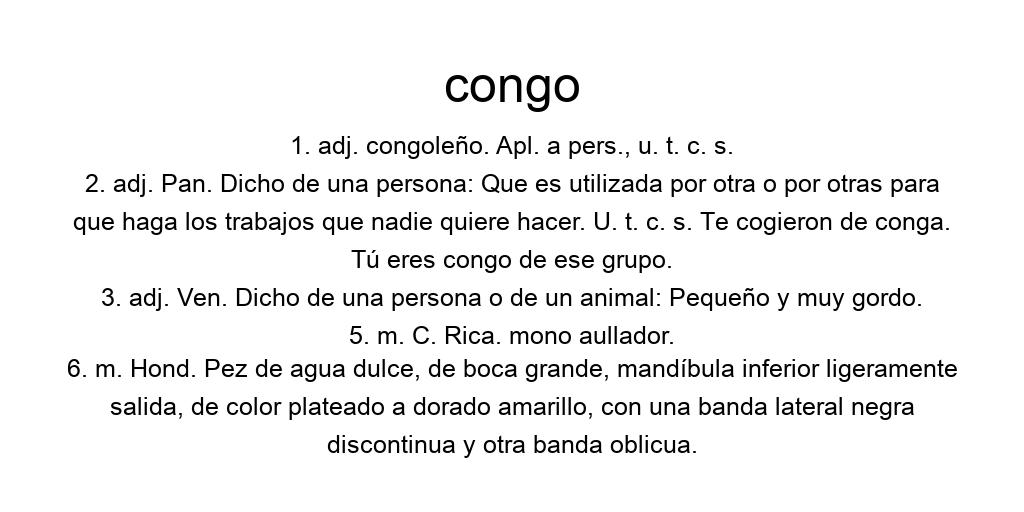 congo
1. adj. congoleño. Apl. a pers., u. t. c. s.
2. adj. Pan. Dicho de una persona: Que es utilizada por otra o por otras para
que haga los trabajos que nadie quiere hacer. U. t. c. s. Te cogieron de conga.
Tú eres congo de ese grupo.
3. adj. Ven. Dicho de una persona o de un animal: Pequeño y muy gordo.
5. m. C. Rica. mono aullador.
6. m. Hond. Pez de agua dulce, de boca grande, mandíbula inferior ligeramente
salida, de color plateado a dorado amarillo, con una banda lateral negra
discontinua y otra banda oblicua.